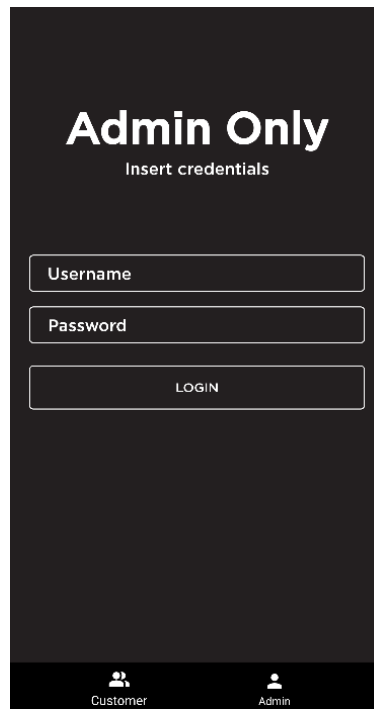 Admin Only
Insert credentials
Username
Password
LOGIN
Customer
Admin